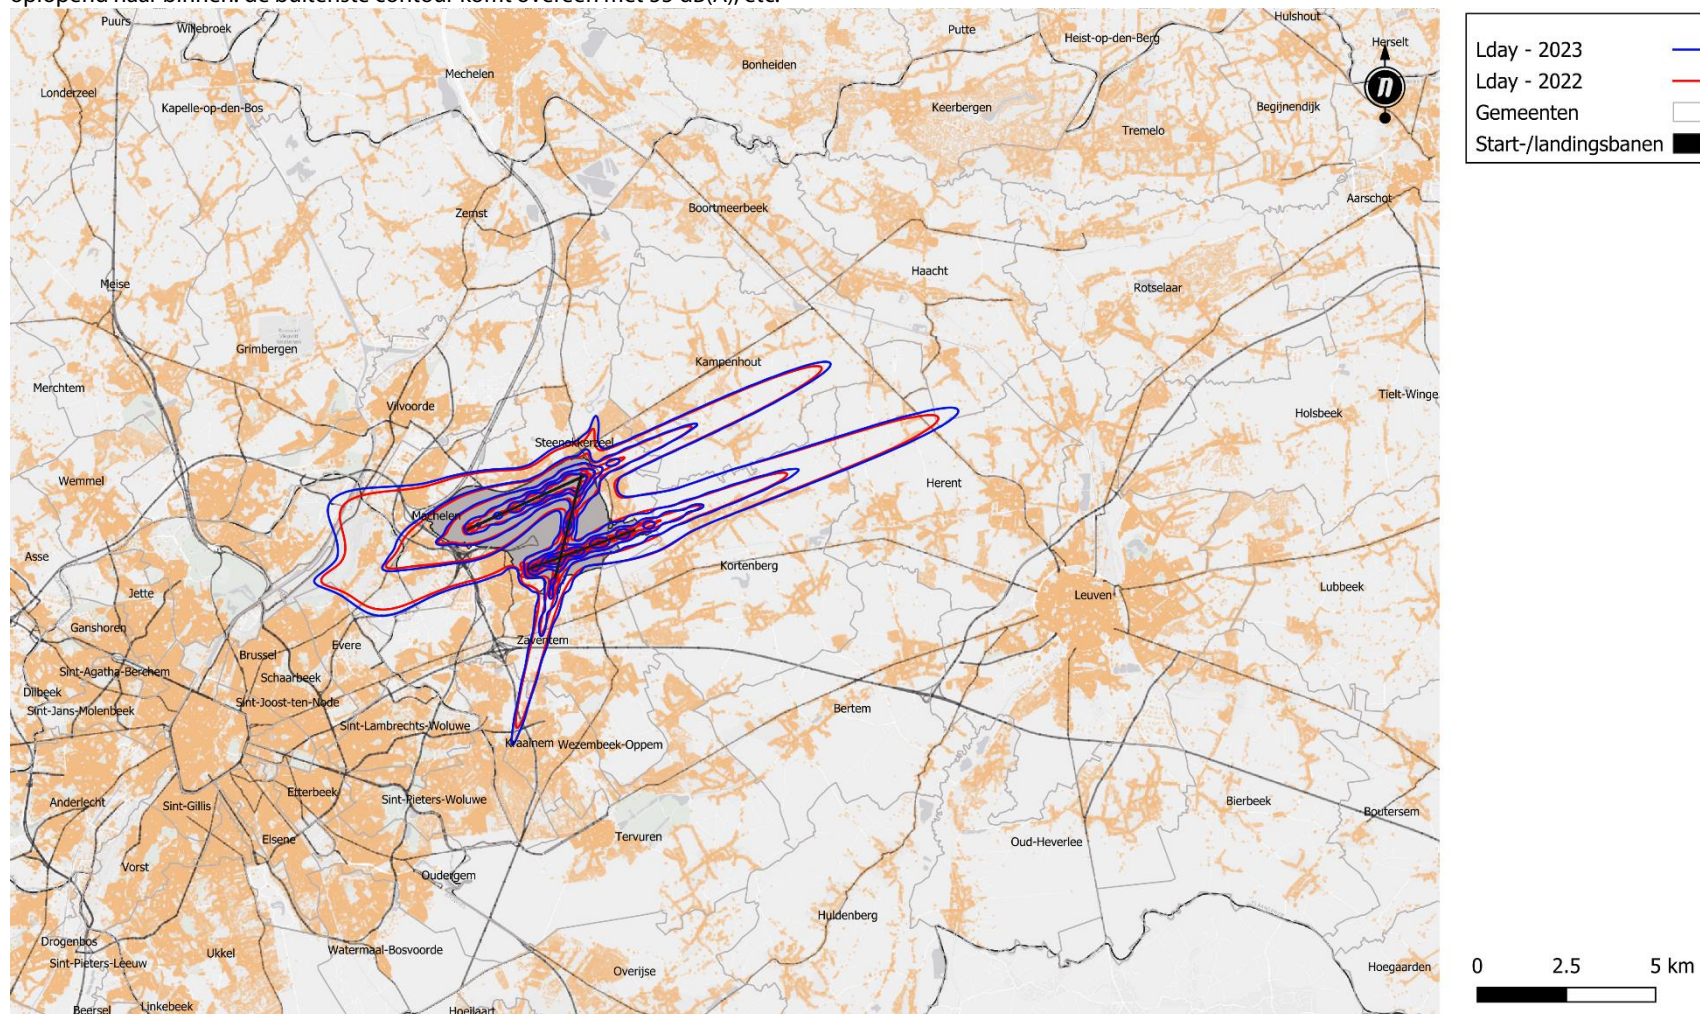 oplopend naar binnen: de buitenste contour komt overeen met 55 dB(A), etc.
Puurs
Willebroek
Putte
Hulshout
Heist-op-den-Berg
Herselt
Bonheiden
Mechelen
Londerzeel
Kapelle-op-den-Bos
Keerbergen
Begijnendijk
Tremelo
Aarschot
Boortmeerbeek
Zemst
Haacht
Meise
Rotselaar
Grimbergen
Kampenhout
Merchtem
Tielt-Winge
Vilvoorde
Holsbeek
Steenokkerzeel
Wemmel
Herent
Machelen
Asse
Kortenberg
Lubbeek
Jette
Leuven
Ganshoren
Evere
Zaventem
Brussel
Sint-Agatha-Berchem
Schaarbeek
Dilbeek
Sint-Joost-ten-Node
Sint-Jans-Molenbeek
Bertem
Sint-Lambrechts-Woluwe
Kraainem
Wezembeek-Oppem
Etterbeek
Sint-Pieters-Woluwe
Anderlecht
Sint-Gillis
Bierbeek
Boutersem
Tervuren
Elsene
Oud-Heverlee
Vorst
Oudergem
Huldenberg
Drogenbos
Watermaal-Bosvoorde
Ukkel
Sint-Pieters-Leeuw
Overijse
Hoegaarden
Linkebeek
Beersel
Hoeilaart
n
Lday - 2023
Lday - 2022
Gemeenten
Start-/landingsbanen
0 2.5 5 km